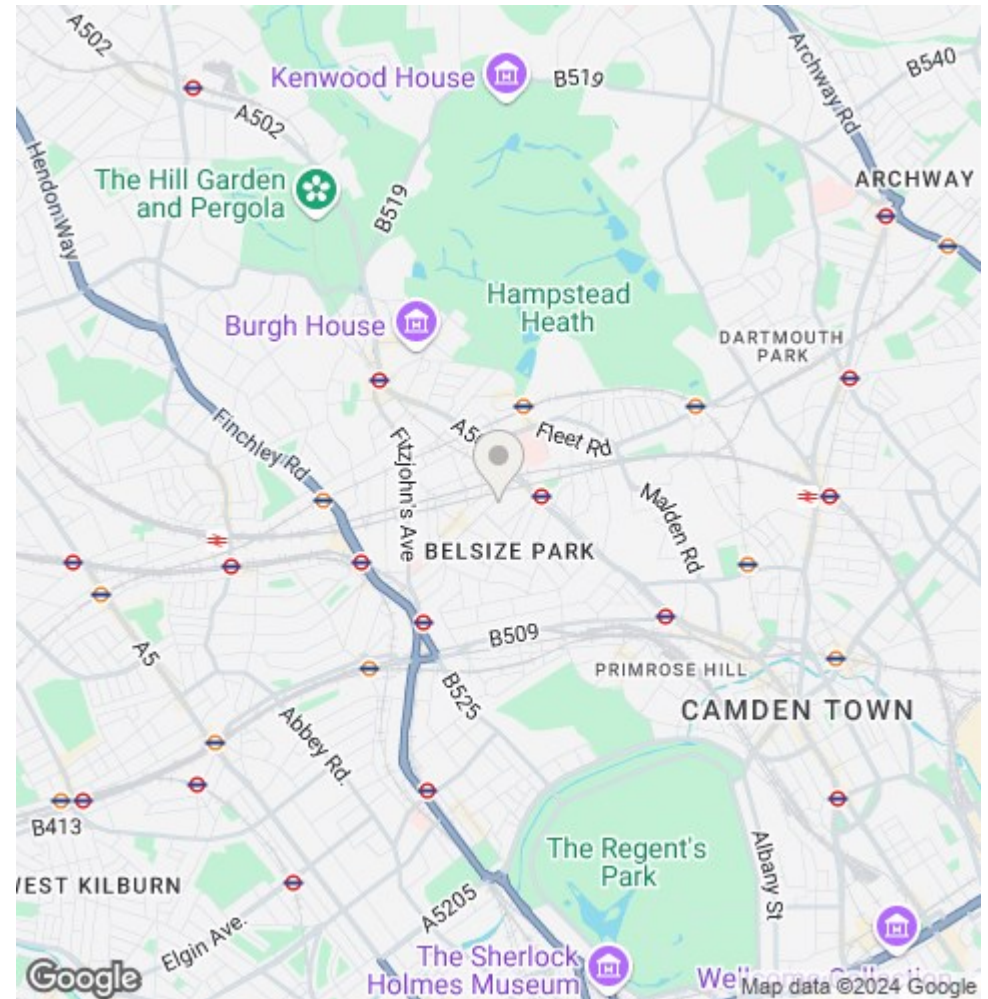 A502
Kenwood House
B519
Archway Rd
B540
A502
Hendon Way
The Hill Garden
and Pergola
B519
ARCHWAY
Hampstead
Heath
Burgh House
DARTMOUTH
PARK
Finchley Rd
Fitzjohn's Ave
Fleet Rd
Malden Rd
BELSIZE PARK
B509
A5
PRIMROSE HILL
B525
CAMDEN TOWN
Abbey Rd.
B413
The Regent's
Park
Albany St
WEST KILBURN
A5205
Elgin Ave.
The Sherlock
Holmes Museum
Wellcome Collection
Google
Map data ©2024 Google